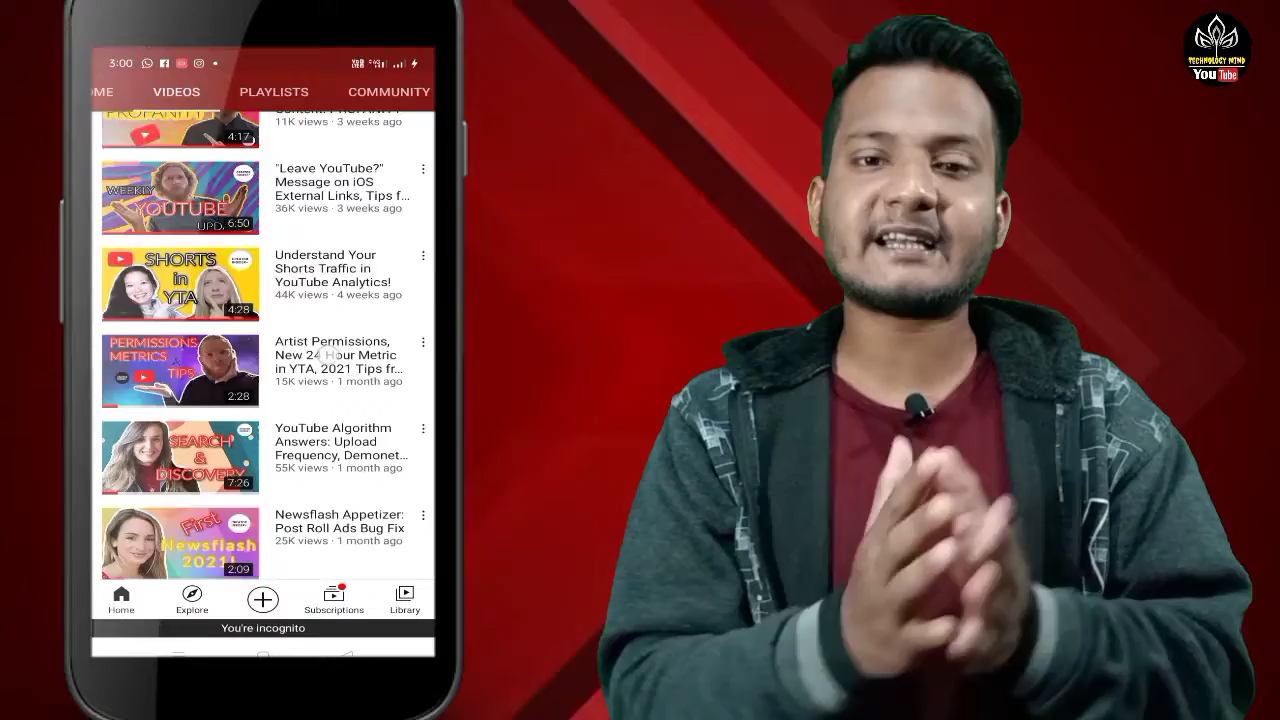 3:00
OME VIDEOS PLAYLISTS COMMUNITY
PROFANITY
4:17
11K views · 3 weeks ago
WEEKLY
YOUTUBE
UPD
6:50
"Leave YouTube?"
Message on iOS
External Links, Tips f...
36K views · 3 weeks ago
SHORTS
in
YTA
4:28
Understand Your
Shorts Traffic in
YouTube Analytics!
44K views · 4 weeks ago
PERMISSIONS
METRICS
&
TIPS
2:28
Artist Permissions,
New 24 Hour Metric
in YTA, 2021 Tips fr...
15K views · 1 month ago
SEARCH
&
DISCOVERY
7:26
YouTube Algorithm
Answers: Upload
Frequency, Demonet...
55K views · 1 month ago
First
Newsflash
2021!
2:09
Newsflash Appetizer:
Post Roll Ads Bug Fix
25K views · 1 month ago
Home Explore Subscriptions Library
You're incognito
TECHNOLOGY MIND
YouTube